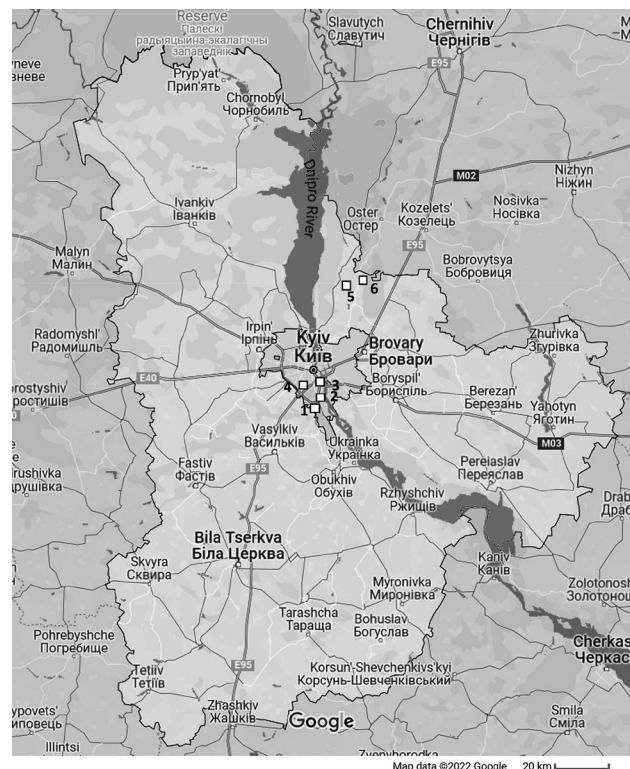 Reserve
Палескі
радыяцыйна-экалагічны
запаведнік
Slavutych
Славутич
Chernihiv
Чернігів
E95
Pryp'yat'
Прип'ять
Chornobyl
Чорнобиль
Dnipro River
M02
Nizhyn
Ніжин
Ivankiv
Іванків
Oster
Остер
Kozelets'
Козелець
Nosivka
Носівка
E95
Malyn
Малин
Bobrovytsya
Бобровиця
5
6
Radomyshl'
Радомишль
Irpin'
Ірпінь
Kyiv
Київ
Brovary
Бровари
Zhurivka
Згурівка
E40
4
3
2
1
Boryspil'
Бориспіль
Berezan'
Березань
Yahotyn
Яготин
M03
Vasylkiv
Васильків
Ukrainka
Українка
Fastiv
Фастів
E95
Obukhiv
Обухів
Rzhyshchiv
Ржищів
Pereiaslav
Переяслав
Bila Tserkva
Біла Церква
Skvyra
Сквира
Kaniv
Канів
Myronivka
Миронівка
Tarashcha
Тараща
Bohuslav
Богуслав
Pohrebyshche
Погребище
Tetiiv
Тетіїв
E95
Korsun'-Shevchenkivs'kyi
Корсунь-Шевченківський
Zhashkiv
Жашків
Google
Smila
Сміла
Illintsi
Map data ©2022 Google
20 km